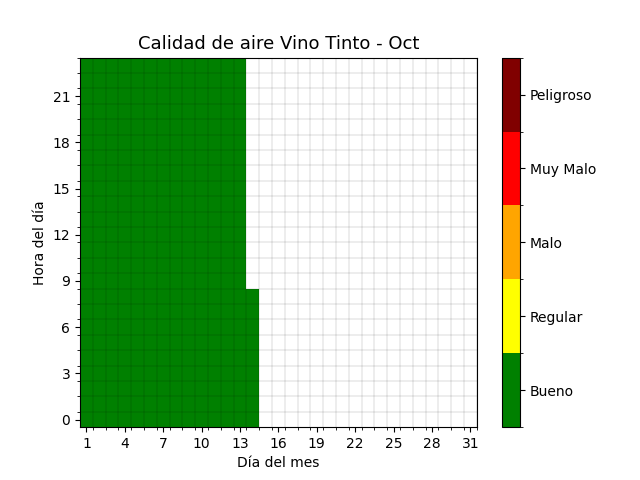 Calidad de aire Vino Tinto - Oct
Hora del día
21
18
15
12
9
6
3
0
1 4 7 10 13 16 19 22 25 28 31
Día del mes
Peligroso
Muy Malo
Malo
Regular
Bueno